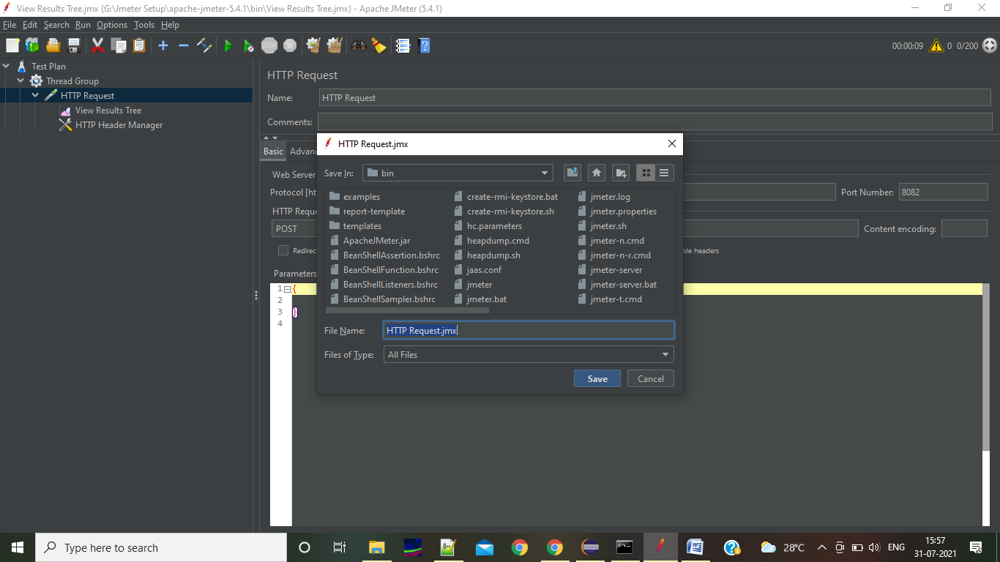 View Results Tree.jmx (G:\Jmeter Setup\apache-jmeter-5.4.1\bin\View Results Tree.jmx) - Apache JMeter (5.4.1)
File Edit Search Run Options Tools Help
STOP
00:00:09 0 0/200
Test Plan
Thread Group
HTTP Request
View Results Tree
HTTP Header Manager
HTTP Request
Name: HTTP Request
Comments:
Basic Advan
Web Server
Protocol [ht
Port Number: 8082
HTTP Reque
POST
Content encoding:
Redirec
ble headers
Parameters
1 {
2
3 }
4
HTTP Request.jmx
Save In: bin
examples create-rmi-keystore.bat jmeter.log
report-template create-rmi-keystore.sh jmeter.properties
templates hc.parameters jmeter.sh
ApacheJMeter.jar heapdump.cmd jmeter-n.cmd
BeanShellAssertion.bshrc heapdump.sh jmeter-n-r.cmd
BeanShellFunction.bshrc jaas.conf jmeter-server
BeanShellListeners.bshrc jmeter jmeter-server.bat
BeanShellSampler.bshrc jmeter.bat jmeter-t.cmd
File Name: HTTP Request.jmx
Files of Type: All Files
Save Cancel
Type here to search
28°C ENG 15:57
31-07-2021